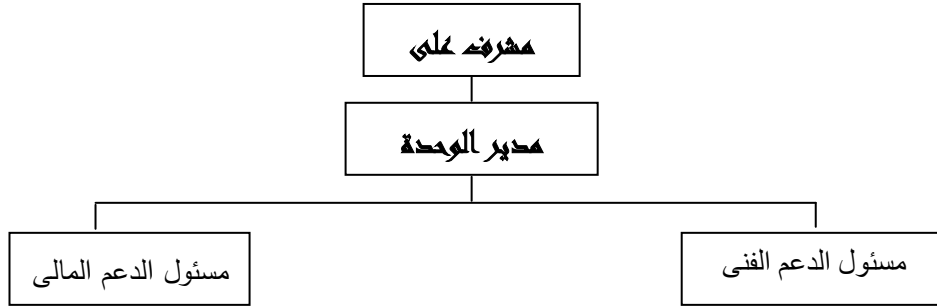 مشرف على
مدير الوحدة
مسئول الدعم الفنى
مسئول الدعم المالى